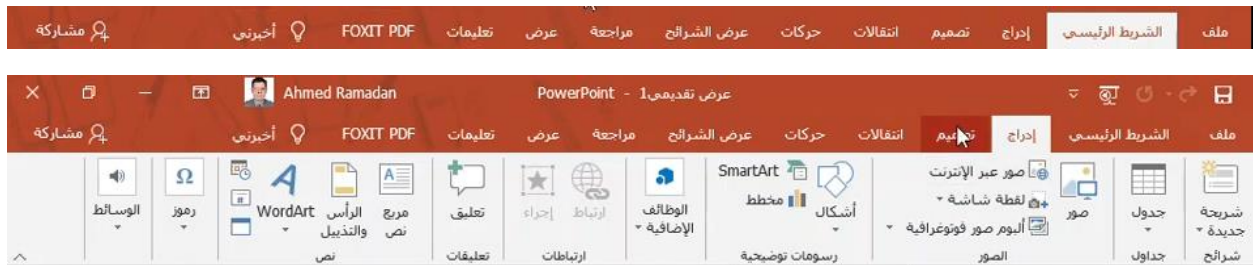 ملف الشريط الرئيسي إدراج تصميم انتقالات حركات عرض الشرائح مراجعة عرض تعليمات FOXIT PDF أخبرني مشاركة
عرض تقديمي1 - PowerPoint Ahmed Ramadan
ملف الشريط الرئيسي إدراج تصميم انتقالات حركات عرض الشرائح مراجعة عرض تعليمات FOXIT PDF أخبرني مشاركة
شريحة جديدة
جدول
صور
صور عبر الإنترنت
لقطة شاشة
ألبوم صور فوتوغرافية
أشكال
SmartArt
مخطط
الوظائف الإضافية
ارتباط
إجراء
تعليق
مربع نص
الرأس والتذييل
WordArt
رموز
الوسائط
شرائح جداول الصور رسومات توضيحية ارتباطات تعليقات نص